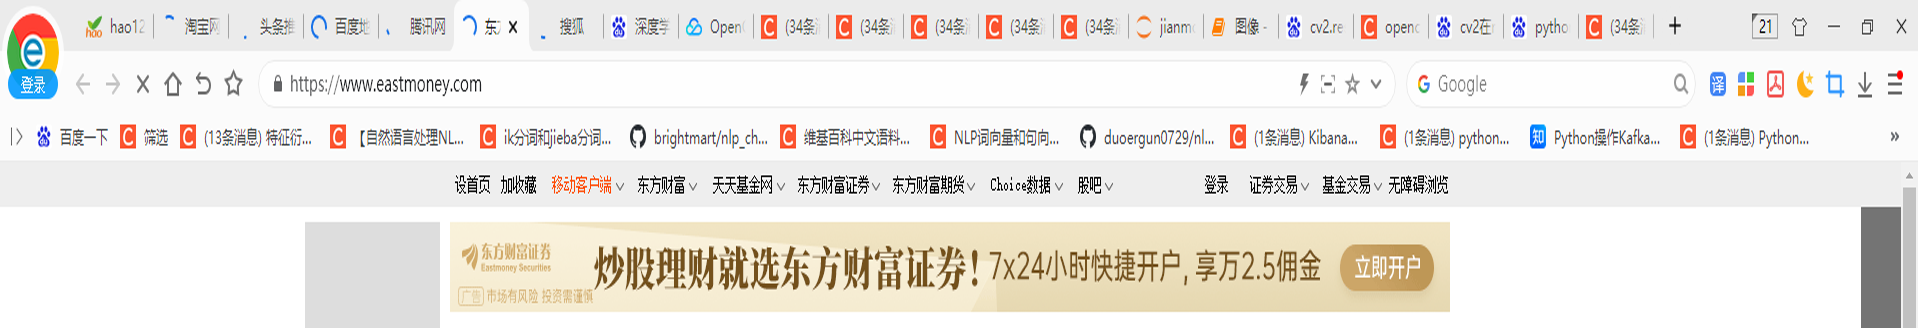 hao12 淘宝网 头条推 百度地 腾讯网 东方 搜狐 深度学 Open (34条消 (34条消 (34条消 (34条消 (34条消 jianm 图像 - cv2.re openc cv2在 pytho (34条消 21
登录 https://www.eastmoney.com Google 译
百度一下 筛选 (13条消息) 特征衍... 【自然语言处理NL... ik分词和jieba分词... brightmart/nlp_ch... 维基百科中文语料... NLP词向量和句向... duoergun0729/nl... (1条消息) Kibana... (1条消息) python... 知 Python操作Kafka... (1条消息) Python...
设首页 加收藏 移动客户端 东方财富 天天基金网 东方财富证券 东方财富期货 Choice数据 股吧 登录 证券交易 基金交易 无障碍浏览
东方财富证券 炒股理财就选东方财富证券! 7x24小时快捷开户, 享万2.5佣金 立即开户
Eastmoney Securities
广告 市场有风险 投资需谨慎